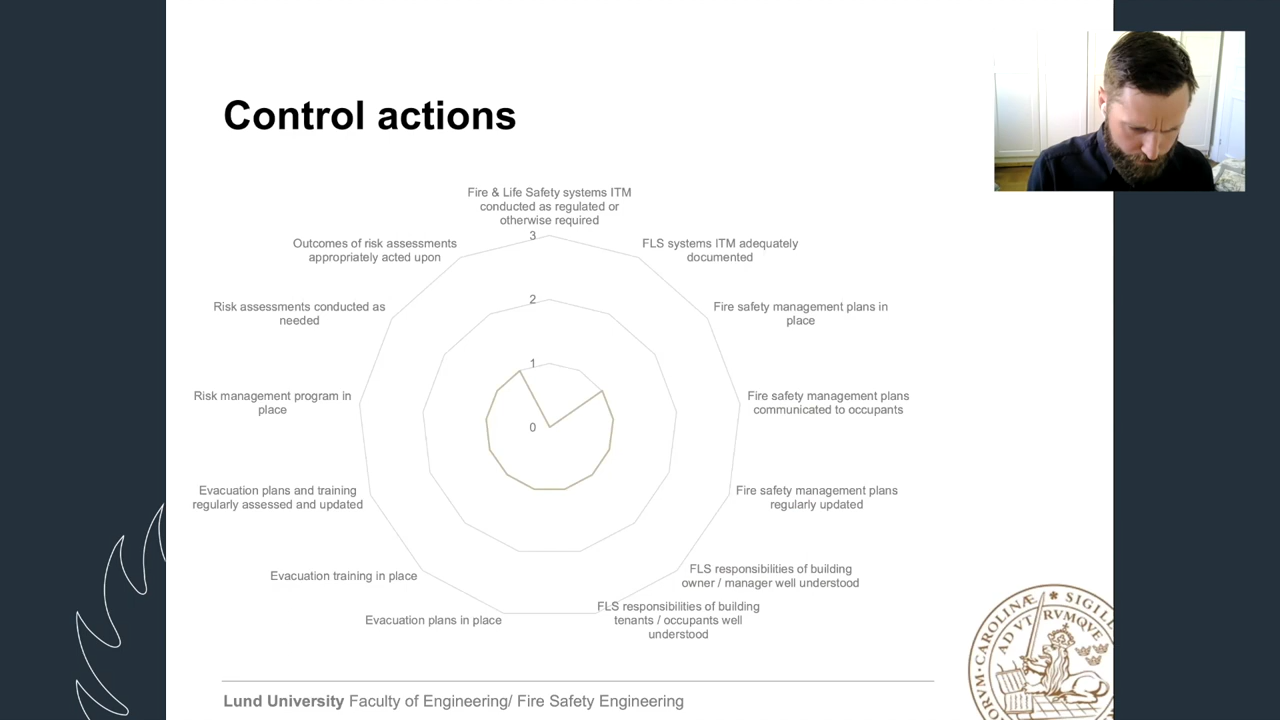 Control actions
Fire & Life Safety systems ITM
conducted as regulated or
otherwise required
Outcomes of risk assessments
appropriately acted upon
FLS systems ITM adequately
documented
Risk assessments conducted as
needed
Fire safety management plans in
place
Risk management program in
place
Fire safety management plans
communicated to occupants
Evacuation plans and training
regularly assessed and updated
Fire safety management plans
regularly updated
Evacuation training in place
FLS responsibilities of building
owner / manager well understood
Evacuation plans in place
FLS responsibilities of building
tenants / occupants well
understood
3
2
1
0
Lund University Faculty of Engineering/ Fire Safety Engineering
CAROLINÆ * SIGIL
AD VT RVMQVE